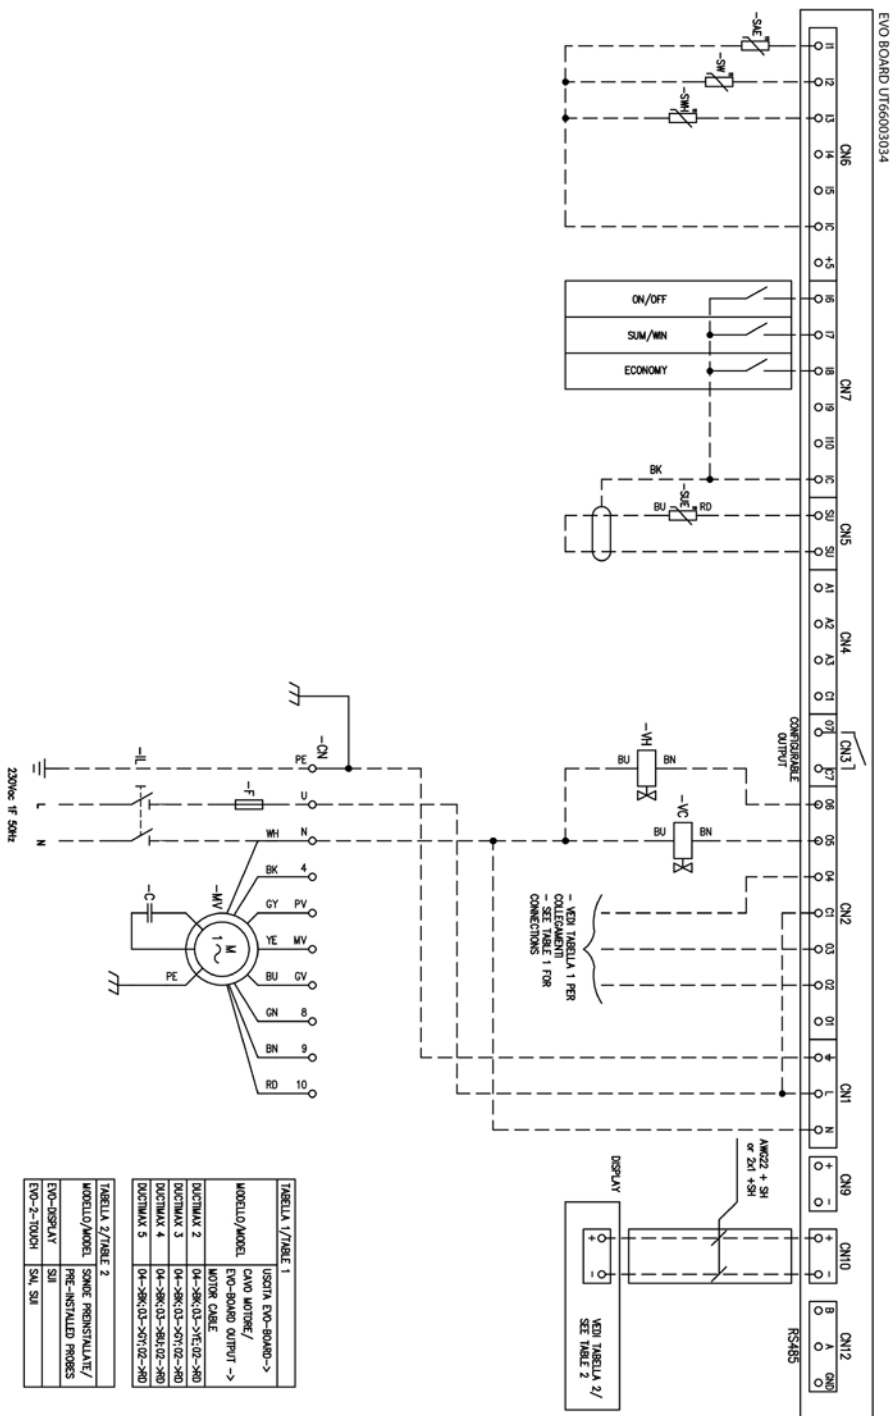 EVO BOARD UT66003034
CN6
I1
I2
I3
I4
I5
IC
+5
CN7
I6
I7
I8
I9
I10
IC
CN5
SU
SU
CN4
A1
A2
A3
C1
CN3
O7
C7
CONFIGURABLE
OUTPUT
CN2
O6
O5
O4
C1
O3
O2
O1
CN1
L
N
CN9
+
-
CN10
+
-
CN12
B
A
GND
RS485
-SAE
-SW
-SWH
ON/OFF
SUM/WIN
ECONOMY
BK
BU
-SUE
RD
-VH
BU
BN
-VC
BU
BN
- VEDI TABELLA 1 PER
COLLEGAMENTI
- SEE TABLE 1 FOR
CONNECTIONS
AWG22 + SH
or 2x1 +SH
DISPLAY
+
-
VEDI TABELLA 2/
SEE TABLE 2
-CN
PE
U
N
4
PV
MV
GV
8
9
10
-IL
-F
WH
BK
GY
YE
BU
GN
BN
RD
-MV
-C
M
1
PE
L
N
230Vac 1F 50Hz
TABELLA 1/TABLE 1
MODELLO/MODEL
USCITA EVO-BOARD->
CAVO MOTORE/
EVO-BOARD OUTPUT ->
MOTOR CABLE
DUCTIMAX 2 O4->BK;O3->YE;O2->RD
DUCTIMAX 3 O4->BK;O3->GY;O2->RD
DUCTIMAX 4 O4->BK;O3->BU;O2->RD
DUCTIMAX 5 O4->BK;O3->GY;O2->RD
TABELLA 2/TABLE 2
MODELLO/MODEL
SONDE PREINSTALLATE/
PRE-INSTALLED PROBES
EVO-DISPLAY SUI
EVO-2-TOUCH SAI, SUI